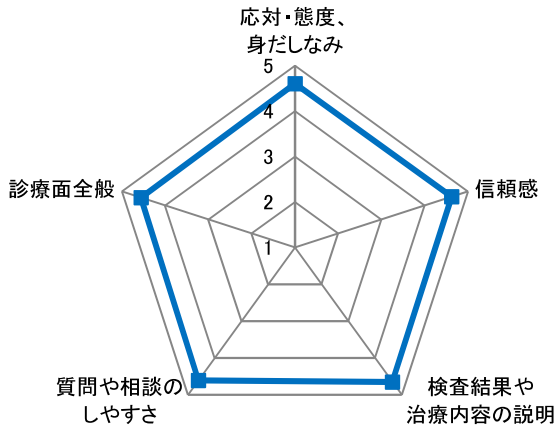 応対・態度、
身だしなみ
5
4
3
2
1
診療面全般
信頼感
質問や相談の
しやすさ
検査結果や
治療内容の説明